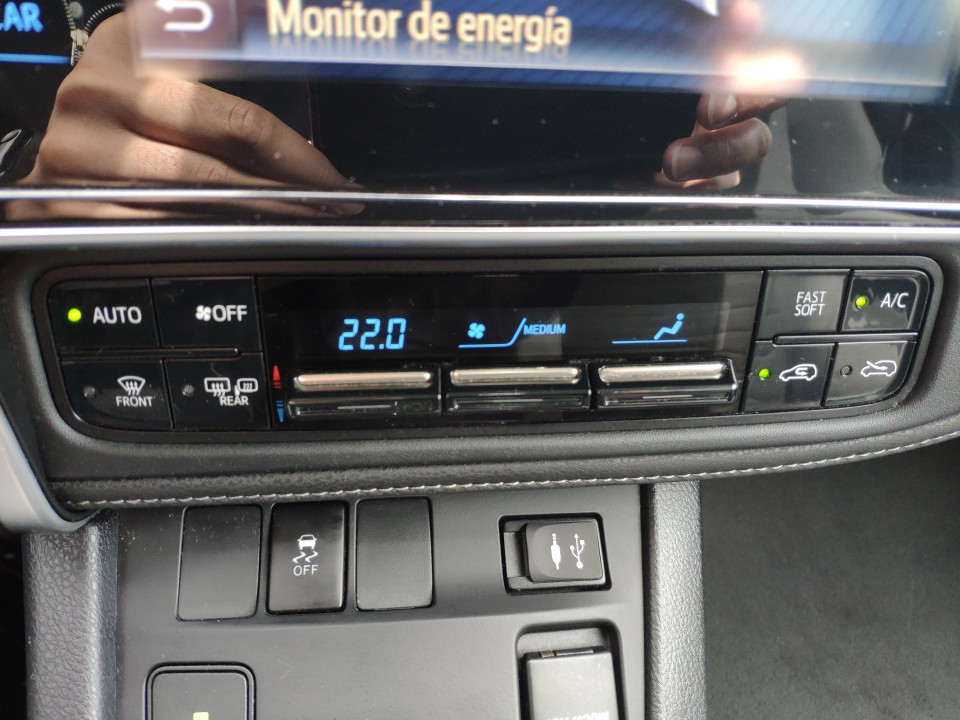 Monitor de energía
AUTO
OFF
22.0
MEDIUM
FAST
SOFT
A/C
FRONT
REAR
OFF